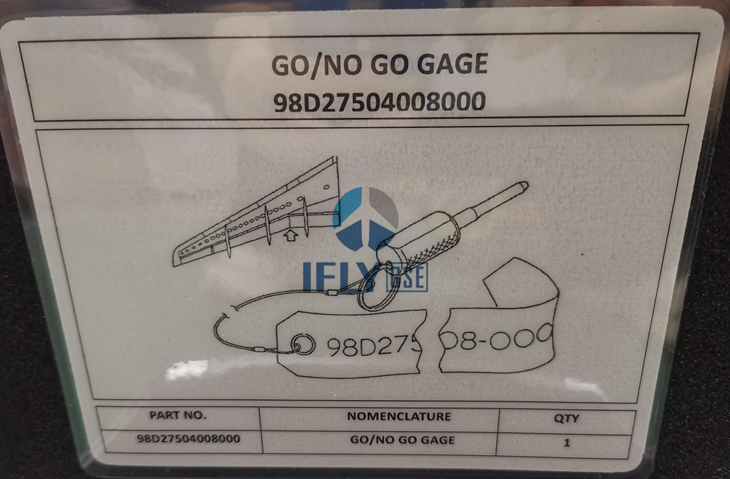 GO/NO GO GAGE
98D27504008000
IFLY GSE
98D275 08-000
PART NO. NOMENCLATURE QTY
98D27504008000 GO/NO GO GAGE 1